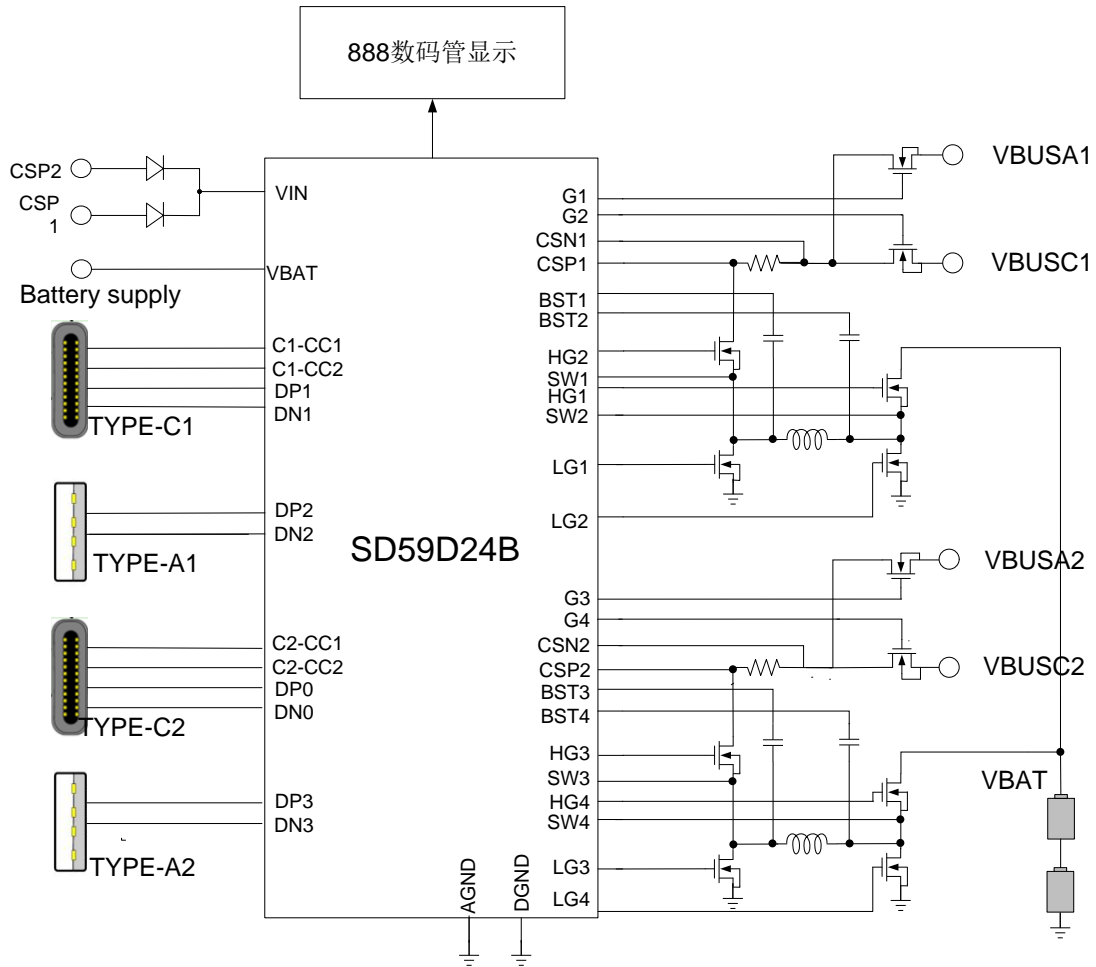 888数码管显示
CSP2
CSP
1
VIN
VBAT
Battery supply
C1-CC1
C1-CC2
DP1
DN1
TYPE-C1
DP2
DN2
TYPE-A1
C2-CC1
C2-CC2
DP0
DN0
TYPE-C2
DP3
DN3
TYPE-A2
SD59D24B
AGND
DGND
G1
G2
CSN1
CSP1
BST1
BST2
HG2
SW1
HG1
SW2
LG1
LG2
G3
G4
CSN2
CSP2
BST3
BST4
HG3
SW3
HG4
SW4
LG3
LG4
VBUSA1
VBUSC1
VBUSA2
VBUSC2
VBAT